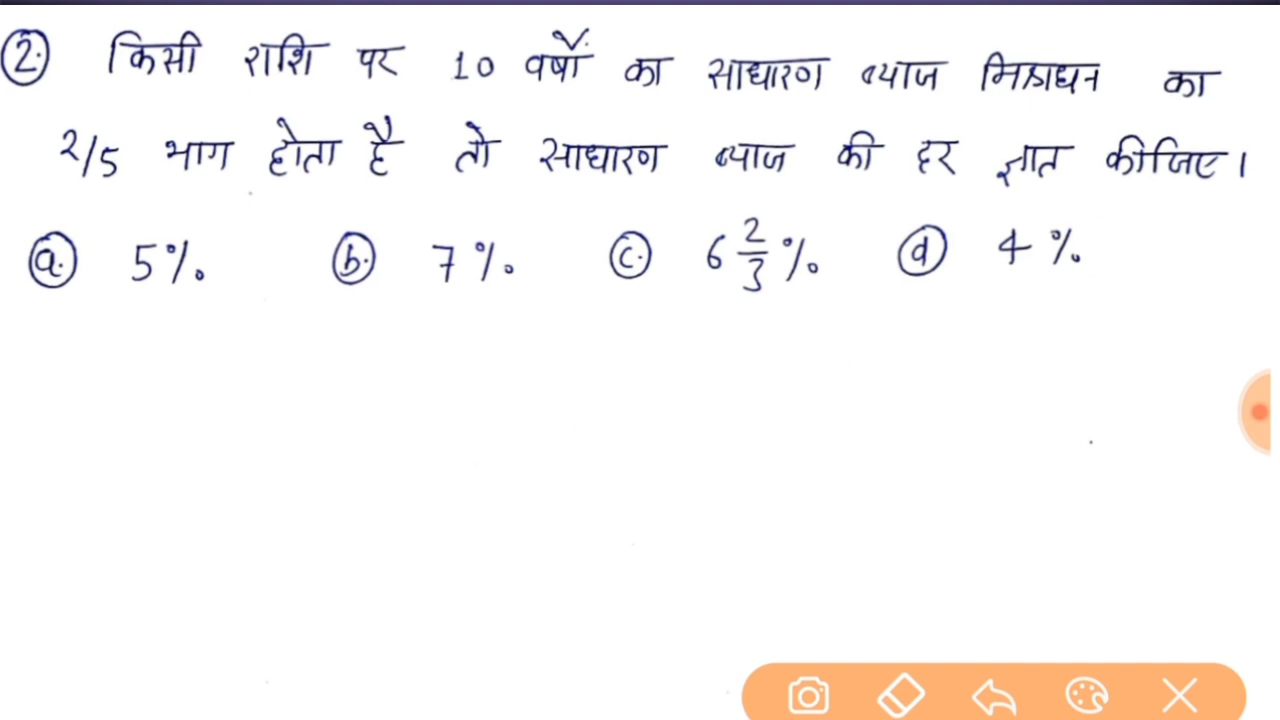 2. किसी राशि पर 10 वर्षों का साधारण ब्याज मिश्रधन का
2/5 भाग होता है तो साधारण ब्याज की दर ज्ञात कीजिए।
a. 5% b. 7% c. 6 2/3 % d 4%